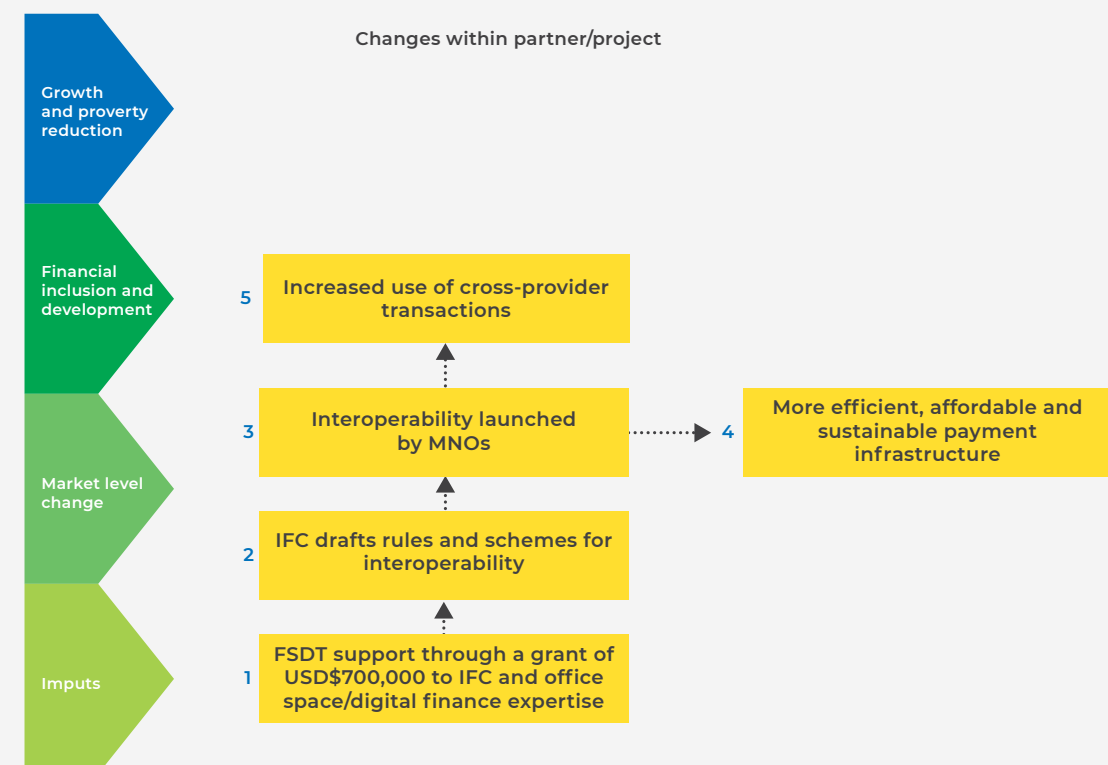 Changes within partner/project
Growth
and proverty
reduction
Financial
inclusion and
development
5
Increased use of cross-provider
transactions
Market level
change
3
Interoperability launched
by MNOs
4
More efficient, affordable and
sustainable payment
infrastructure
2
IFC drafts rules and schemes for
interoperability
Imputs
1
FSDT support through a grant of
USD$700,000 to IFC and office
space/digital finance expertise